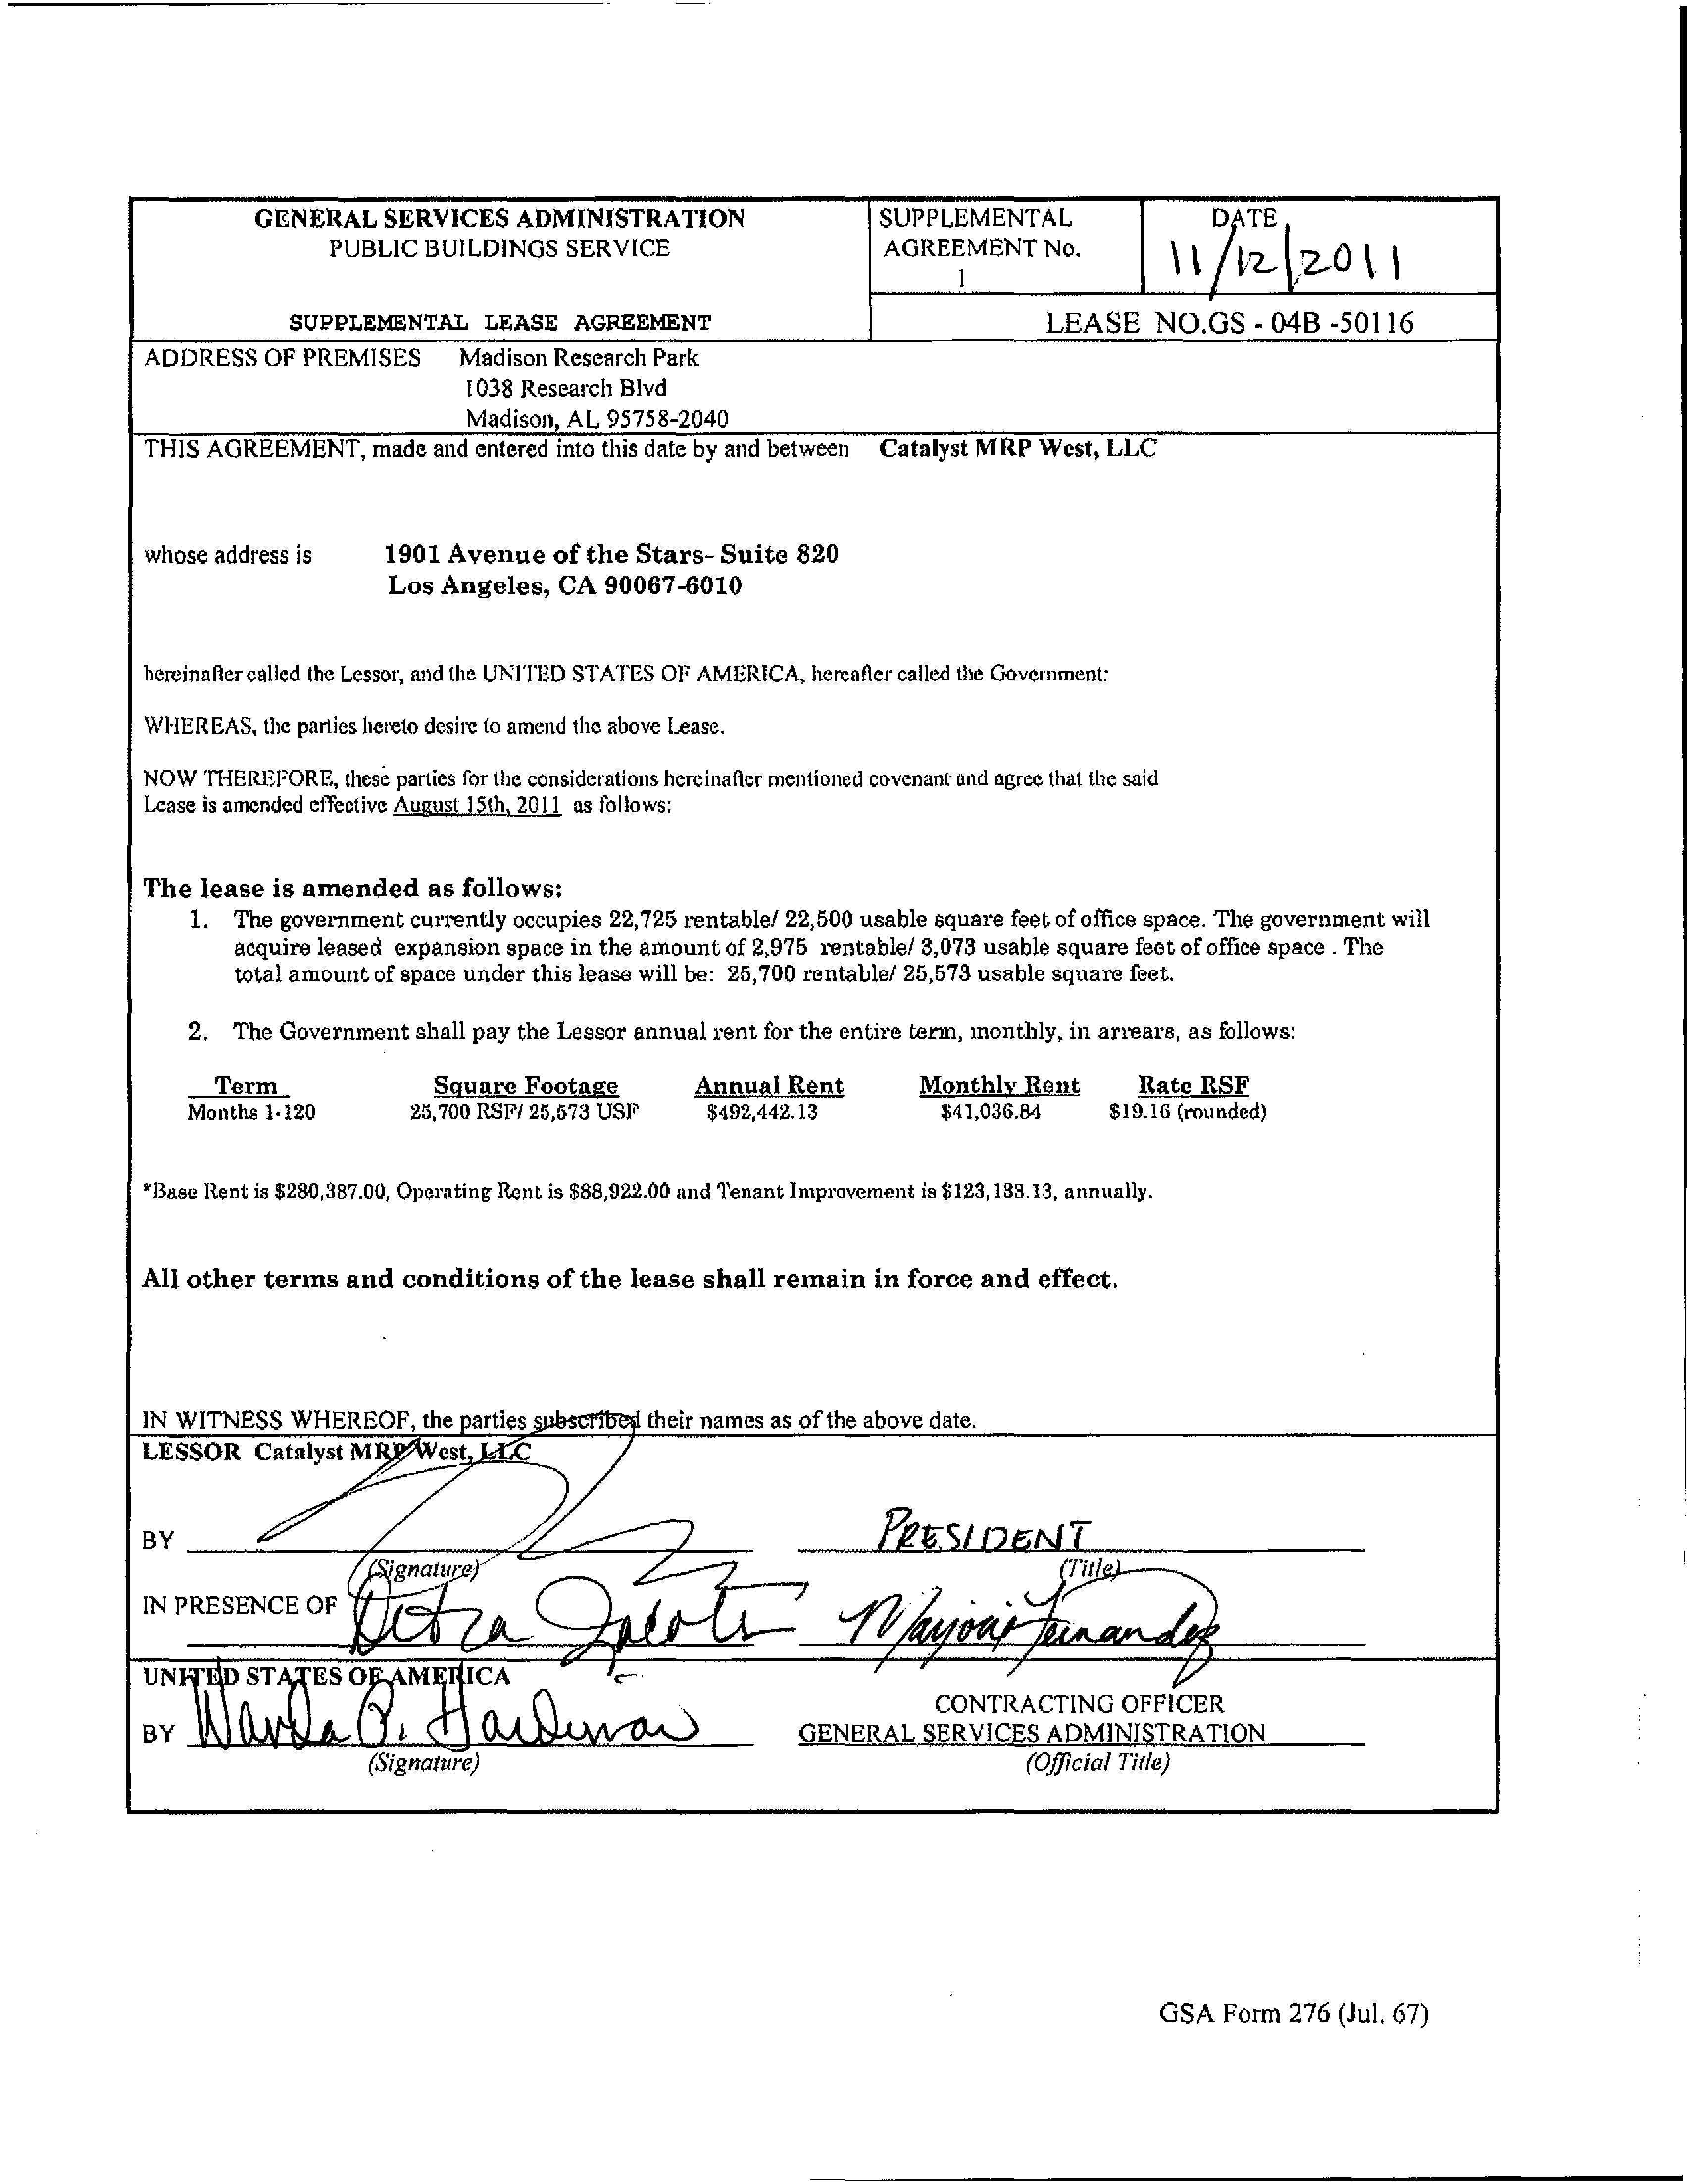 GENERAL SERVICES ADMINISTRATION
PUBLIC BUILDINGS SERVICE
SUPPLEMENTAL LEASE AGREEMENT
SUPPLEMENTAL
AGREEMENT No.
1
DATE
11/12/2011
LEASE NO.GS - 04B -50116
ADDRESS OF PREMISES Madison Research Park
1038 Research Blvd
Madison, AL 95758-2040
THIS AGREEMENT, made and entered into this date by and between Catalyst MRP West, LLC
whose address is 1901 Avenue of the Stars- Suite 820
Los Angeles, CA 90067-6010
hereinafter called the Lessor, and the UNITED STATES OF AMERICA, hereafter called the Government:
WHEREAS, the parties hereto desire to amend the above Lease.
NOW THEREFORE, these parties for the considerations hereinafter mentioned covenant and agree that the said
Lease is amended effective August 15th, 2011 as follows:
The lease is amended as follows:
1. The government currently occupies 22,725 rentable/ 22,500 usable square feet of office space. The government will
acquire leased expansion space in the amount of 2,975 rentable/ 3,073 usable square feet of office space . The
total amount of space under this lease will be: 25,700 rentable/ 25,573 usable square feet.
2. The Government shall pay the Lessor annual rent for the entire term, monthly, in arrears, as follows:
Term Square Footage Annual Rent Monthly Rent Rate RSF
Months 1-120 25,700 RSF/ 25,573 USF $492,442.13 $41,036.84 $19.16 (rounded)
*Base Rent is $280,387.00, Operating Rent is $88,922.00 and Tenant Improvement is $123,133.13, annually.
All other terms and conditions of the lease shall remain in force and effect.
IN WITNESS WHEREOF, the parties subscribed their names as of the above date.
LESSOR Catalyst MRP West, LLC
BY PRESIDENT
(Signature) (Title)
IN PRESENCE OF Marjorie Fernandez
UNITED STATES OF AMERICA
CONTRACTING OFFICER
BY Wanda P. Hardiman GENERAL SERVICES ADMINISTRATION
(Signature) (Official Title)
GSA Form 276 (Jul. 67)